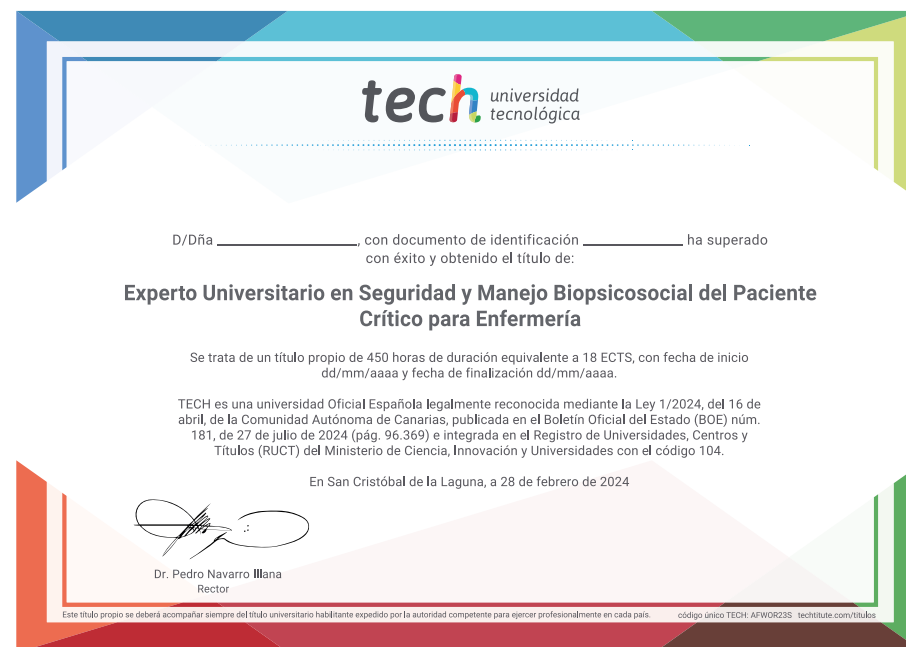 tech universidad
tecnológica
D/Dña ____________________, con documento de identificación ______________ ha superado
con éxito y obtenido el título de:
Experto Universitario en Seguridad y Manejo Biopsicosocial del Paciente
Crítico para Enfermería
Se trata de un título propio de 450 horas de duración equivalente a 18 ECTS, con fecha de inicio
dd/mm/aaaa y fecha de finalización dd/mm/aaaa.
TECH es una universidad Oficial Española legalmente reconocida mediante la Ley 1/2024, del 16 de
abril, de la Comunidad Autónoma de Canarias, publicada en el Boletín Oficial del Estado (BOE) núm.
181, de 27 de julio de 2024 (pág. 96.369) e integrada en el Registro de Universidades, Centros y
Títulos (RUCT) del Ministerio de Ciencia, Innovación y Universidades con el código 104.
En San Cristóbal de la Laguna, a 28 de febrero de 2024
Dr. Pedro Navarro Illana
Rector
Este título propio se deberá acompañar siempre del título universitario habilitante expedido por la autoridad competente para ejercer profesionalmente en cada país. código único TECH: AFWOR23S techtitute.com/titulos